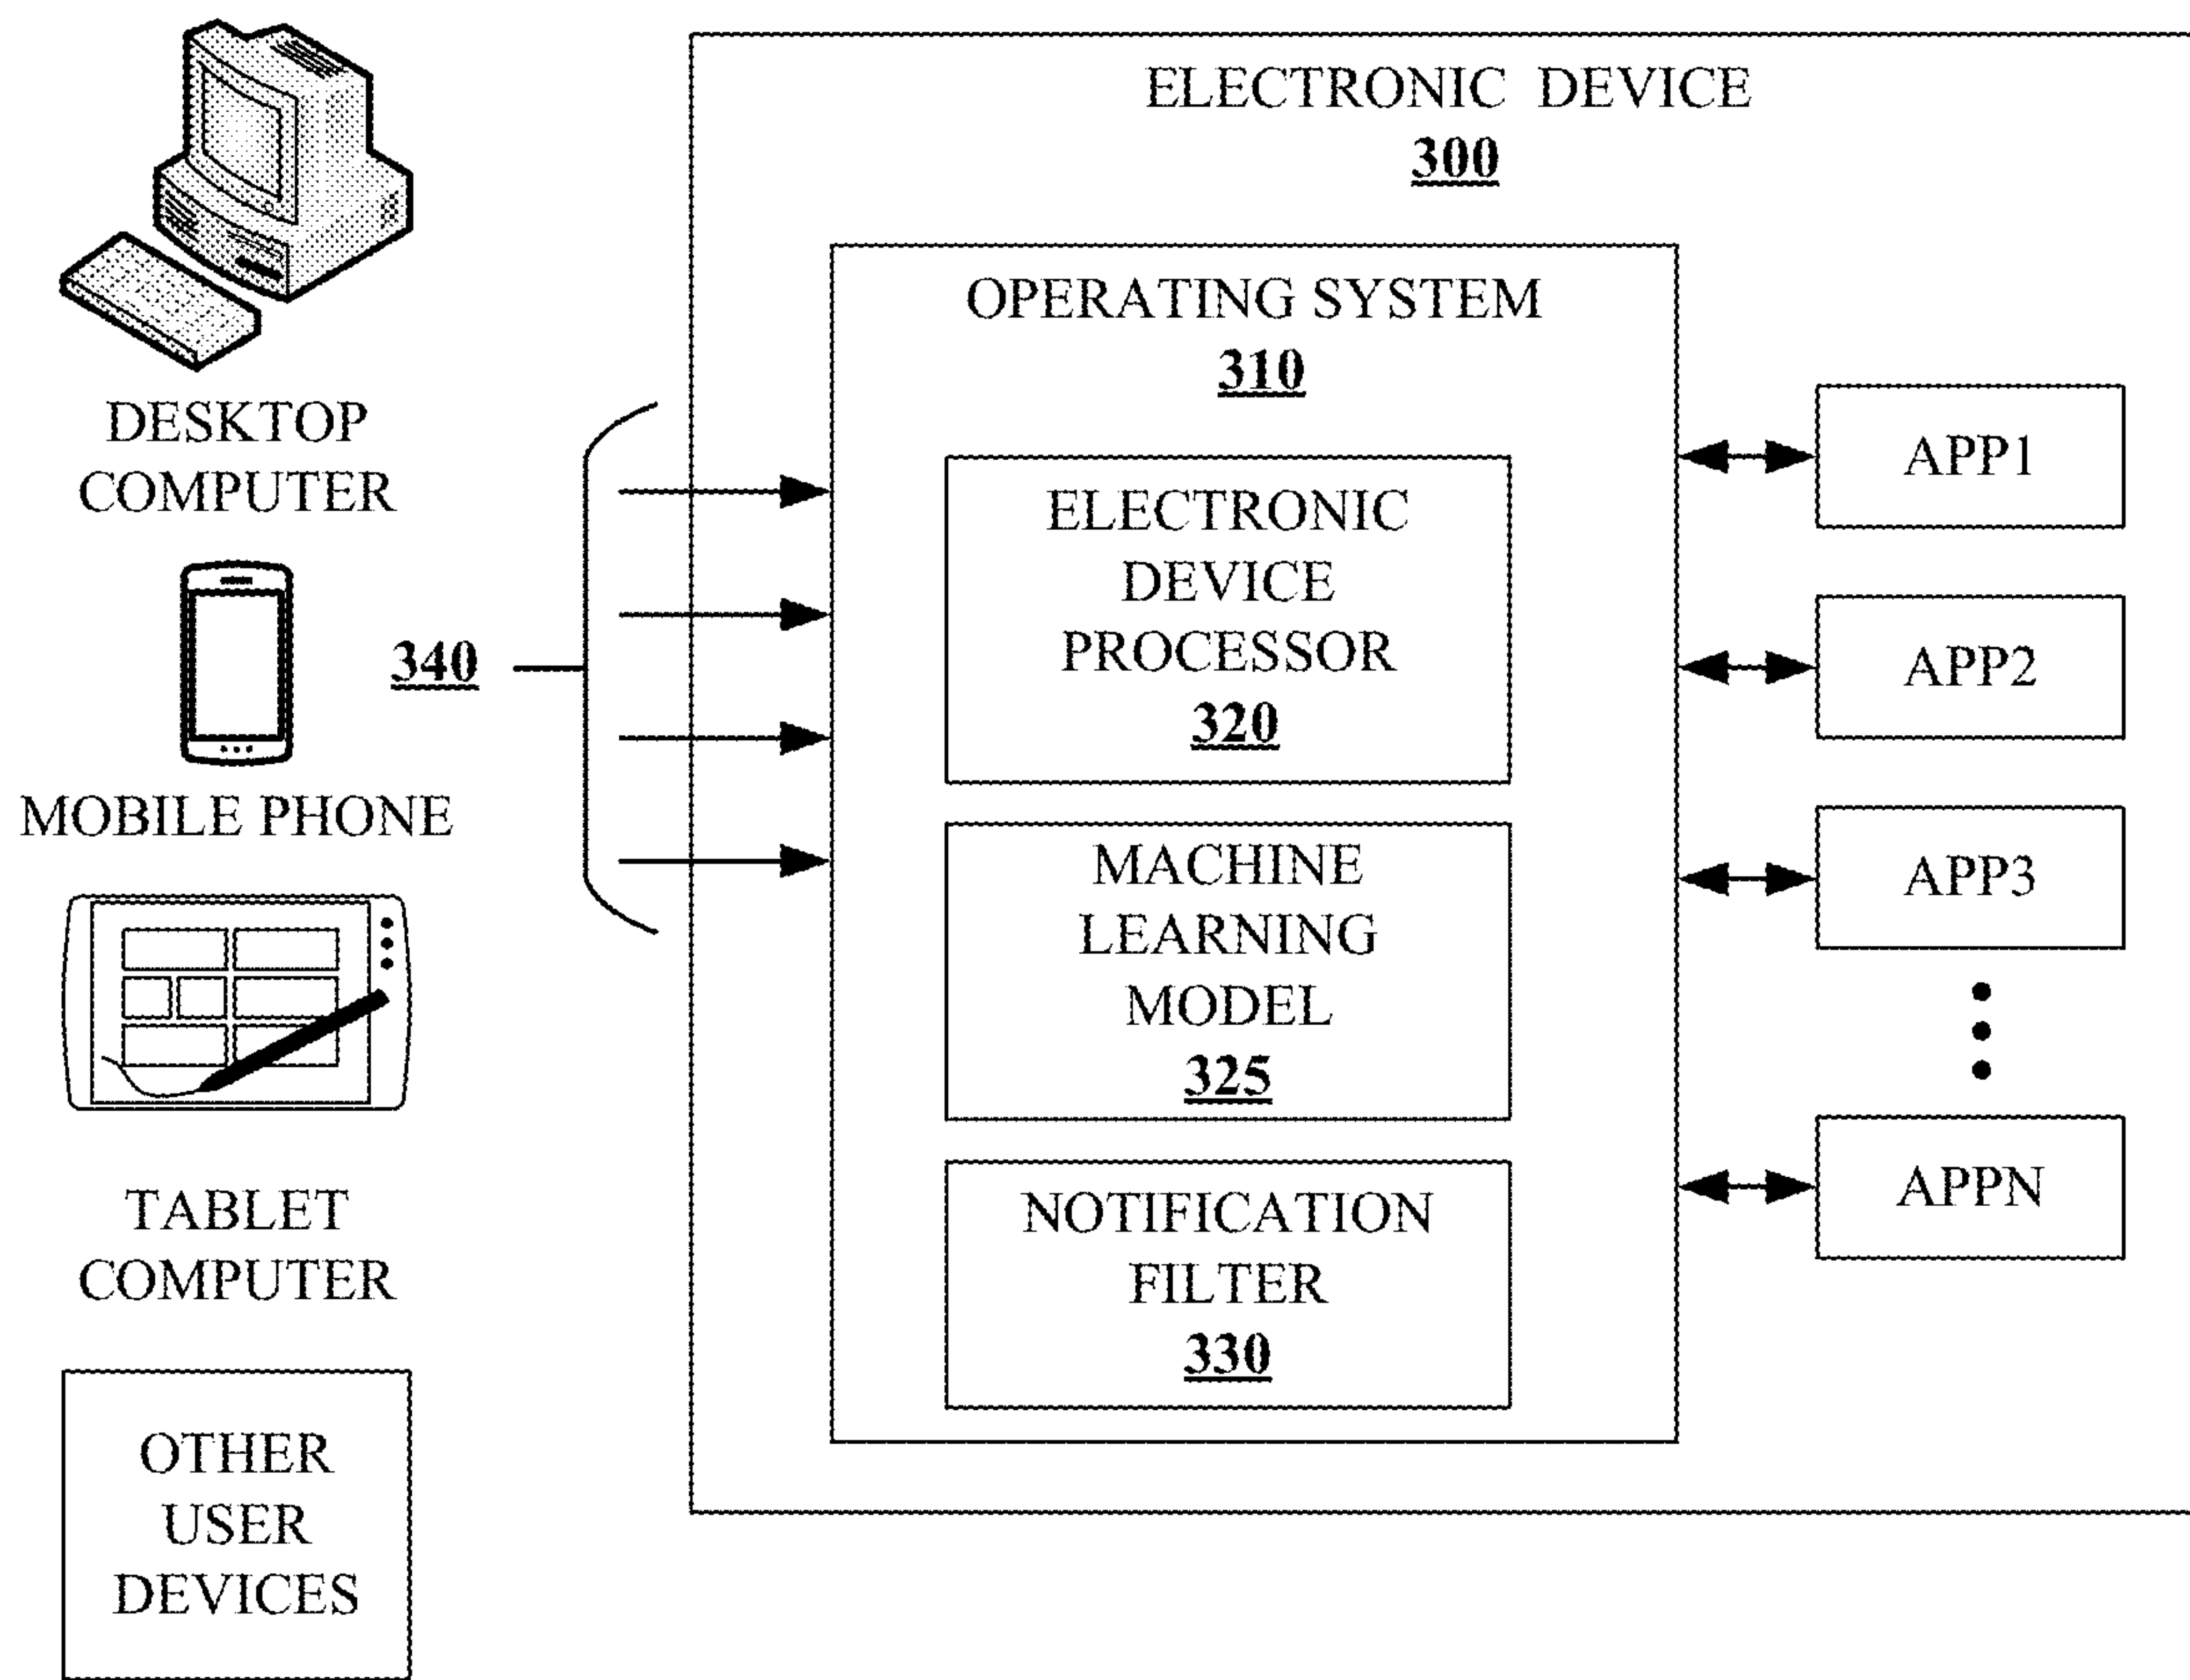 DESKTOP
COMPUTER
MOBILE PHONE
TABLET
COMPUTER
OTHER
USER
DEVICES
340
ELECTRONIC DEVICE
300
OPERATING SYSTEM
310
ELECTRONIC
DEVICE
PROCESSOR
320
MACHINE
LEARNING
MODEL
325
NOTIFICATION
FILTER
330
APP1
APP2
APP3
APPN